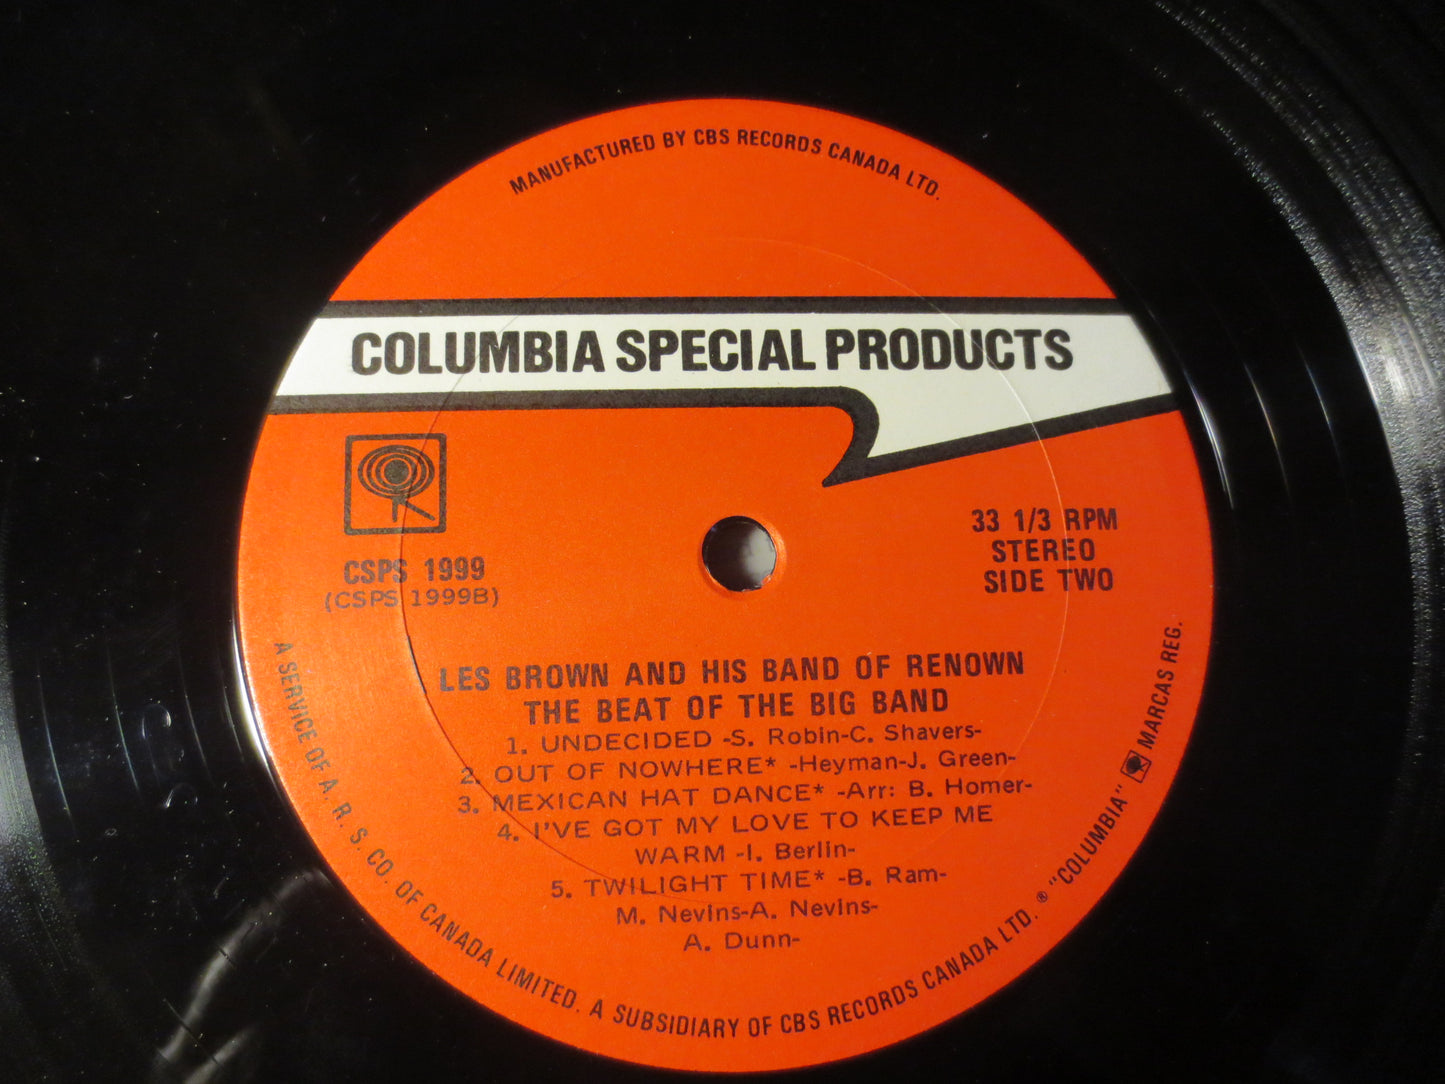 MANUFACTURED BY CBS RECORDS CANADA LTD.
COLUMBIA SPECIAL PRODUCTS
CSPS 1999
(CSPS 1999B)
33 1/3 RPM
STEREO
SIDE TWO
LES BROWN AND HIS BAND OF RENOWN
THE BEAT OF THE BIG BAND
1. UNDECIDED -S. Robin-C. Shavers-
2. OUT OF NOWHERE* -Heyman-J. Green-
3. MEXICAN HAT DANCE* -Arr: B. Homer-
4. I'VE GOT MY LOVE TO KEEP ME
WARM -I. Berlin-
5. TWILIGHT TIME* -B. Ram-
M. Nevins-A. Nevins-
A. Dunn-
A SERVICE OF A. R. S. CO. OF CANADA LIMITED. A SUBSIDIARY OF CBS RECORDS CANADA LTD. ® "COLUMBIA" MARCAS REG.